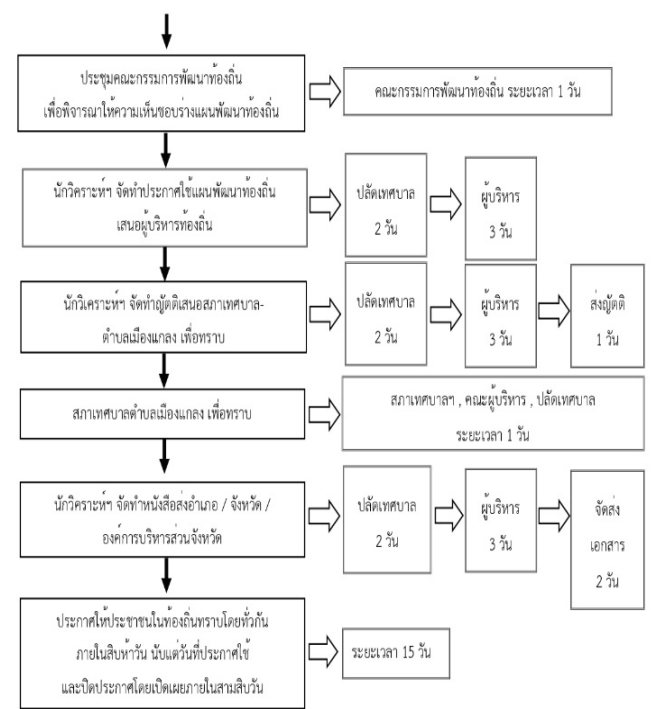 ประชุมคณะกรรมการพัฒนาท้องถิ่น
เพื่อพิจารณาให้ความเห็นชอบร่างแผนพัฒนาท้องถิ่น
คณะกรรมการพัฒนาท้องถิ่น ระยะเวลา 1 วัน
นักวิคราะห์ฯ จัดทำประกาศใช้แผนพัฒนาท้องถิ่น
เสนอผู้บริหารท้องถิ่น
ปลัดเทศบาล
2 วัน
ผู้บริหาร
3 วัน
นักวิเคราะห์ฯ จัดทำญัตติเสนอสภาเทศบาล-
ตำบลเมืองแกลง เพื่อทราบ
ปลัดเทศบาล
2 วัน
ผู้บริหาร
3 วัน
ส่งญัตติ
1 วัน
สภาเทศบาลตำบลเมืองแกลง เพื่อทราบ
สภาเทศบาลฯ , คณะผู้บริหาร , ปลัดเทศบาล
ระยะเวลา 1 วัน
นักวิคราะห์ฯ จัดทำหนังสือส่งอำเภอ / จังหวัด /
องค์การบริหารส่วนจังหวัด
ปลัดเทศบาล
2 วัน
ผู้บริหาร
3 วัน
จัดส่ง
เอกสาร
2 วัน
ประกาศให้ประชาชนในท้องถิ่นทราบโดยทั่วกัน
ภายในสิบห้าวัน นับแต่วันที่ประกาศใช้
และปิดประกาศโดยเปิดเผยภายในสามสิบวัน
ระยะเวลา 15 วัน